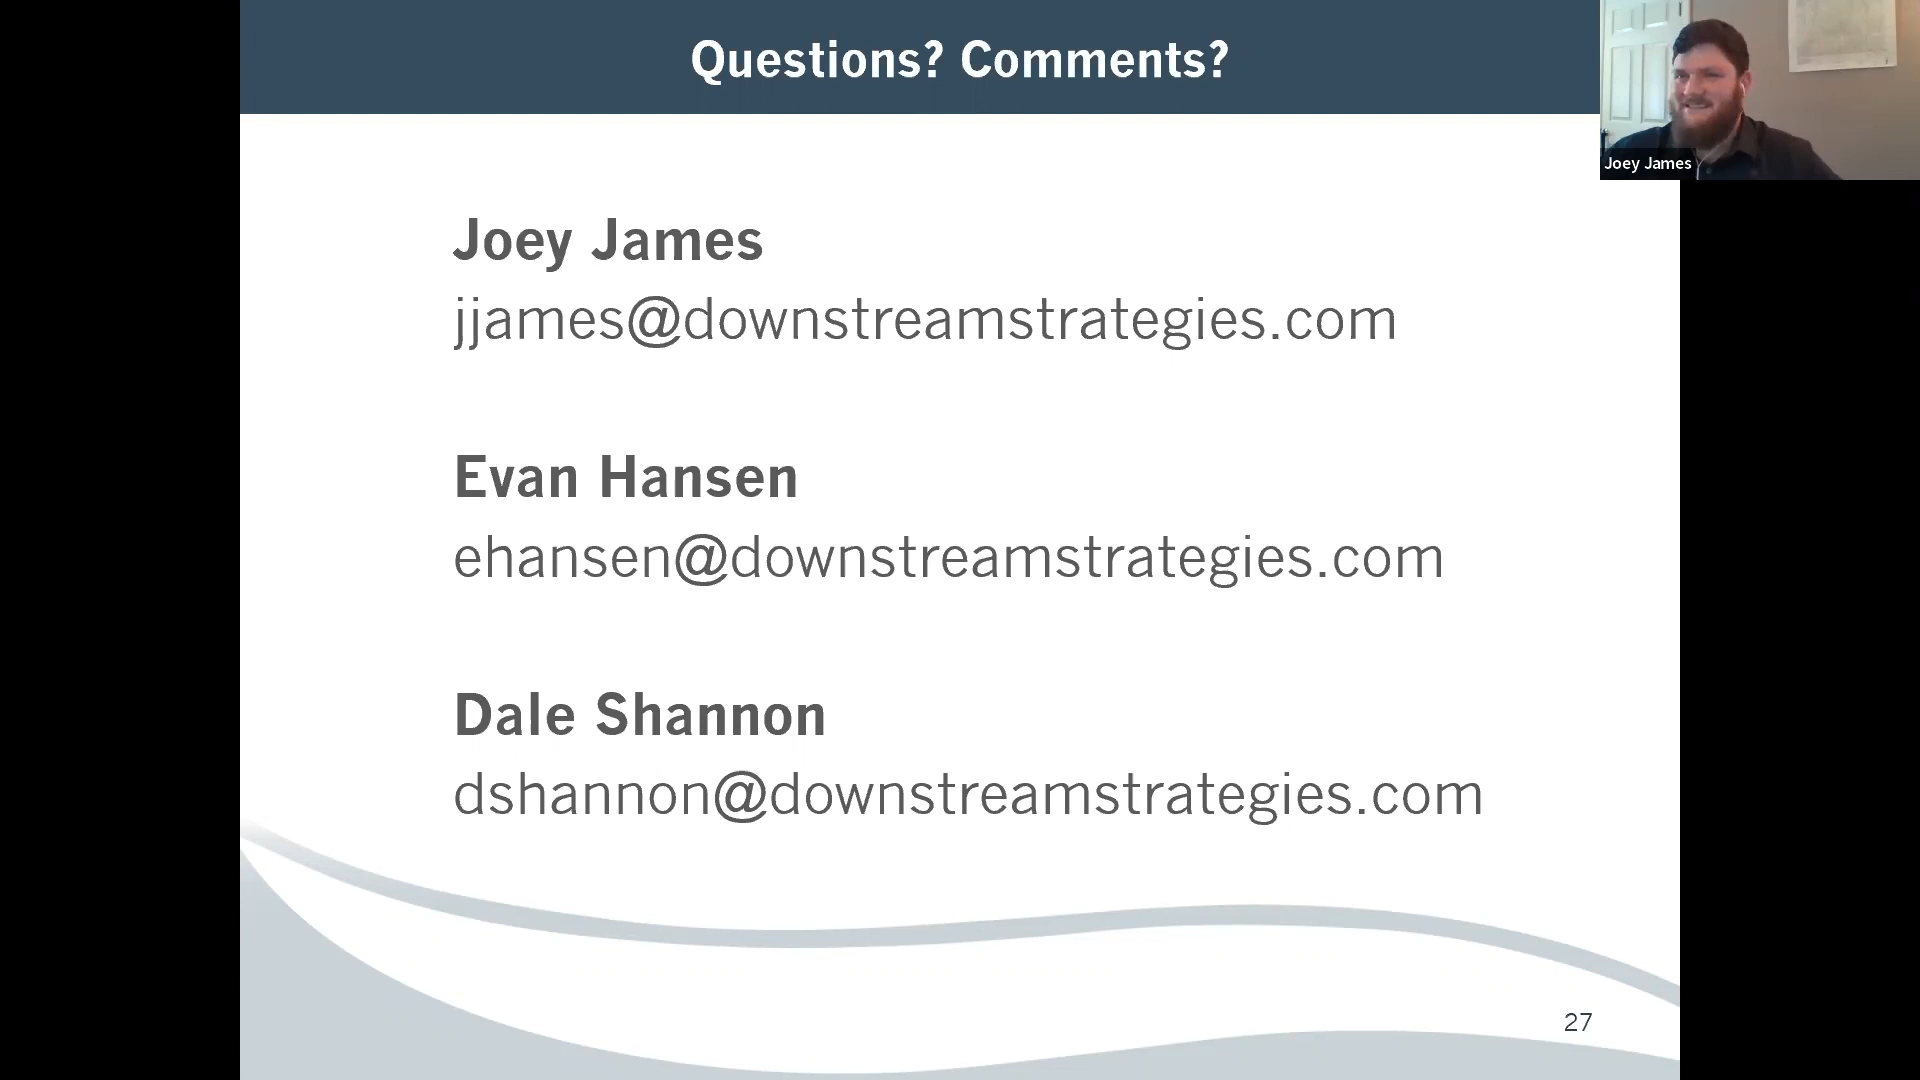 Questions? Comments?
Joey James
Joey James
jjames@downstreamstrategies.com
Evan Hansen
ehansen@downstreamstrategies.com
Dale Shannon
dshannon@downstreamstrategies.com
27